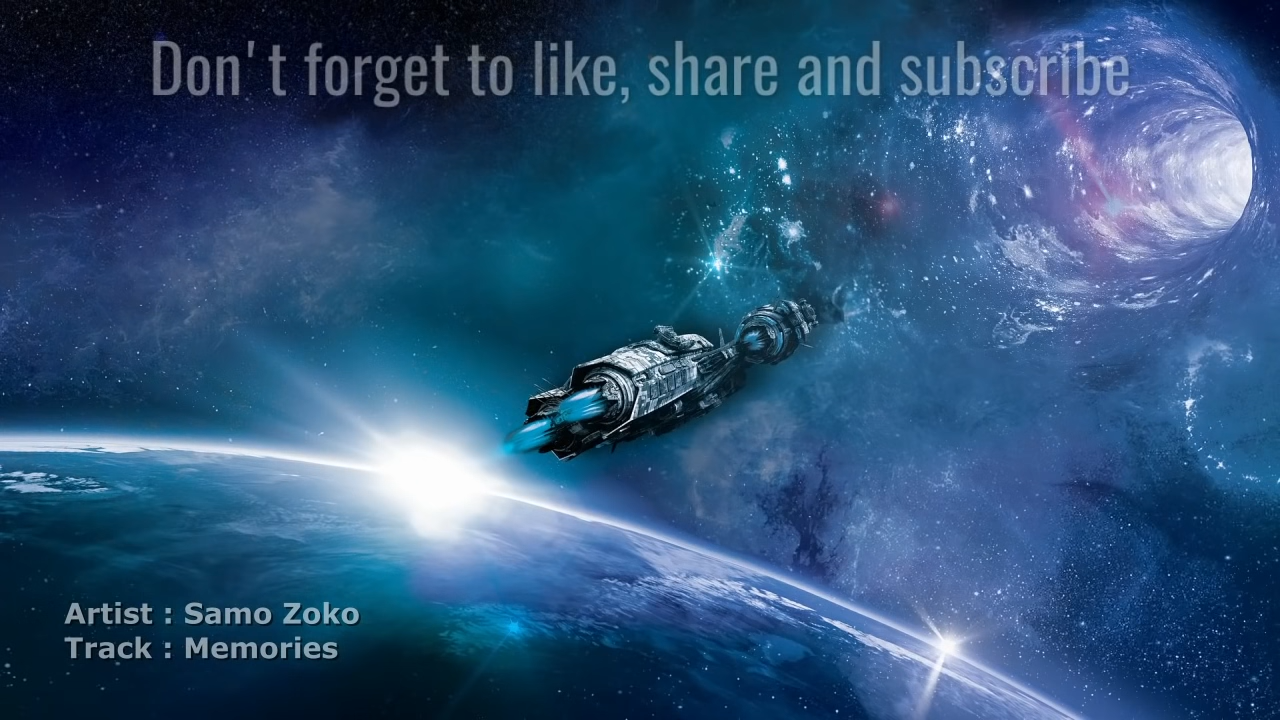 Don't forget to like, share and subscribe
Artist : Samo Zoko
Track : Memories